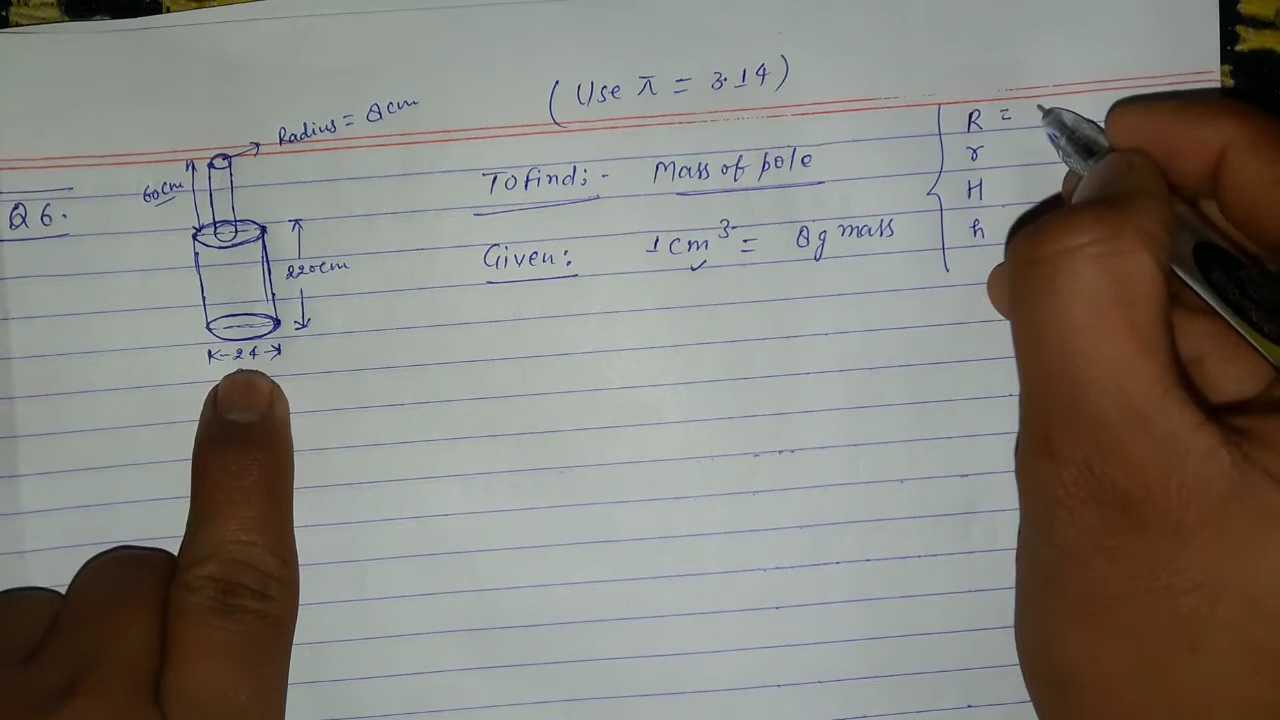 (Use π = 3.14)
Radius = 8cm
60cm
Q6.
To find:- Mass of pole
Given: 1cm³ = 8g mass
220cm
24
R =
r
H
h